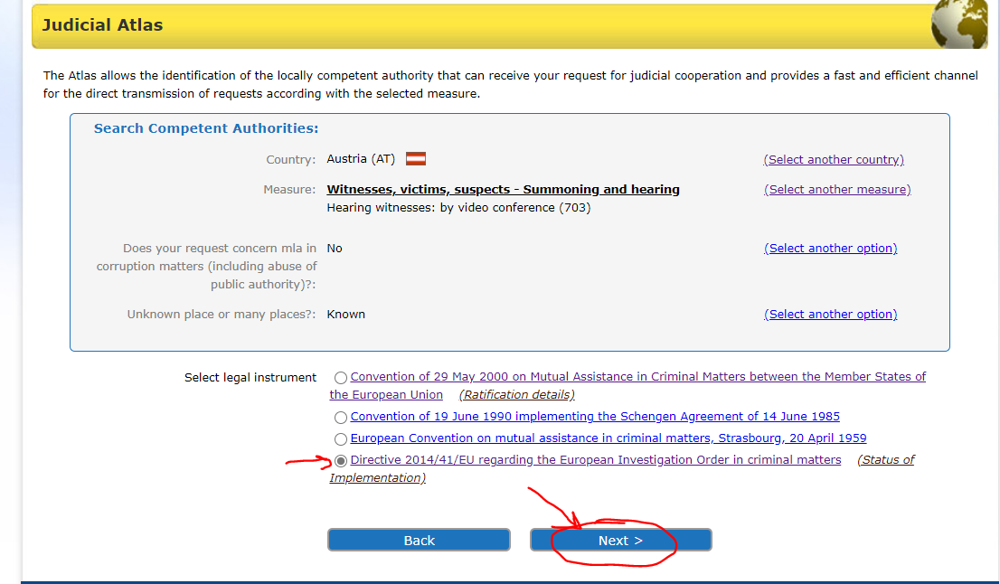 Judicial Atlas
The Atlas allows the identification of the locally competent authority that can receive your request for judicial cooperation and provides a fast and efficient channel
for the direct transmission of requests according with the selected measure.
Search Competent Authorities:
Country: Austria (AT) (Select another country)
Measure: Witnesses, victims, suspects - Summoning and hearing (Select another measure)
Hearing witnesses: by video conference (703)
Does your request concern mla in No (Select another option)
corruption matters (including abuse of
public authority)?:
Unknown place or many places?: Known (Select another option)
Select legal instrument Convention of 29 May 2000 on Mutual Assistance in Criminal Matters between the Member States of
the European Union (Ratification details)
Convention of 19 June 1990 implementing the Schengen Agreement of 14 June 1985
European Convention on mutual assistance in criminal matters, Strasbourg, 20 April 1959
Directive 2014/41/EU regarding the European Investigation Order in criminal matters (Status of
Implementation)
Back Next >